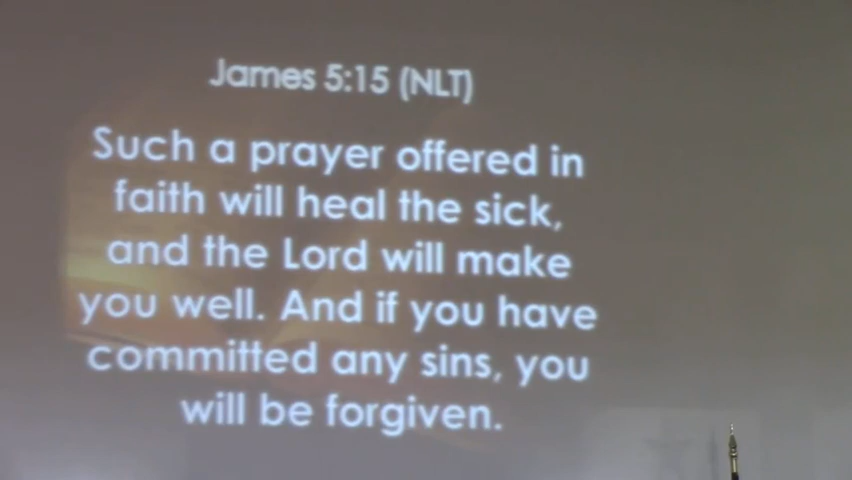 James 5:15 (NLT)
Such a prayer offered in
faith will heal the sick,
and the Lord will make
you well. And if you have
committed any sins, you
will be forgiven.